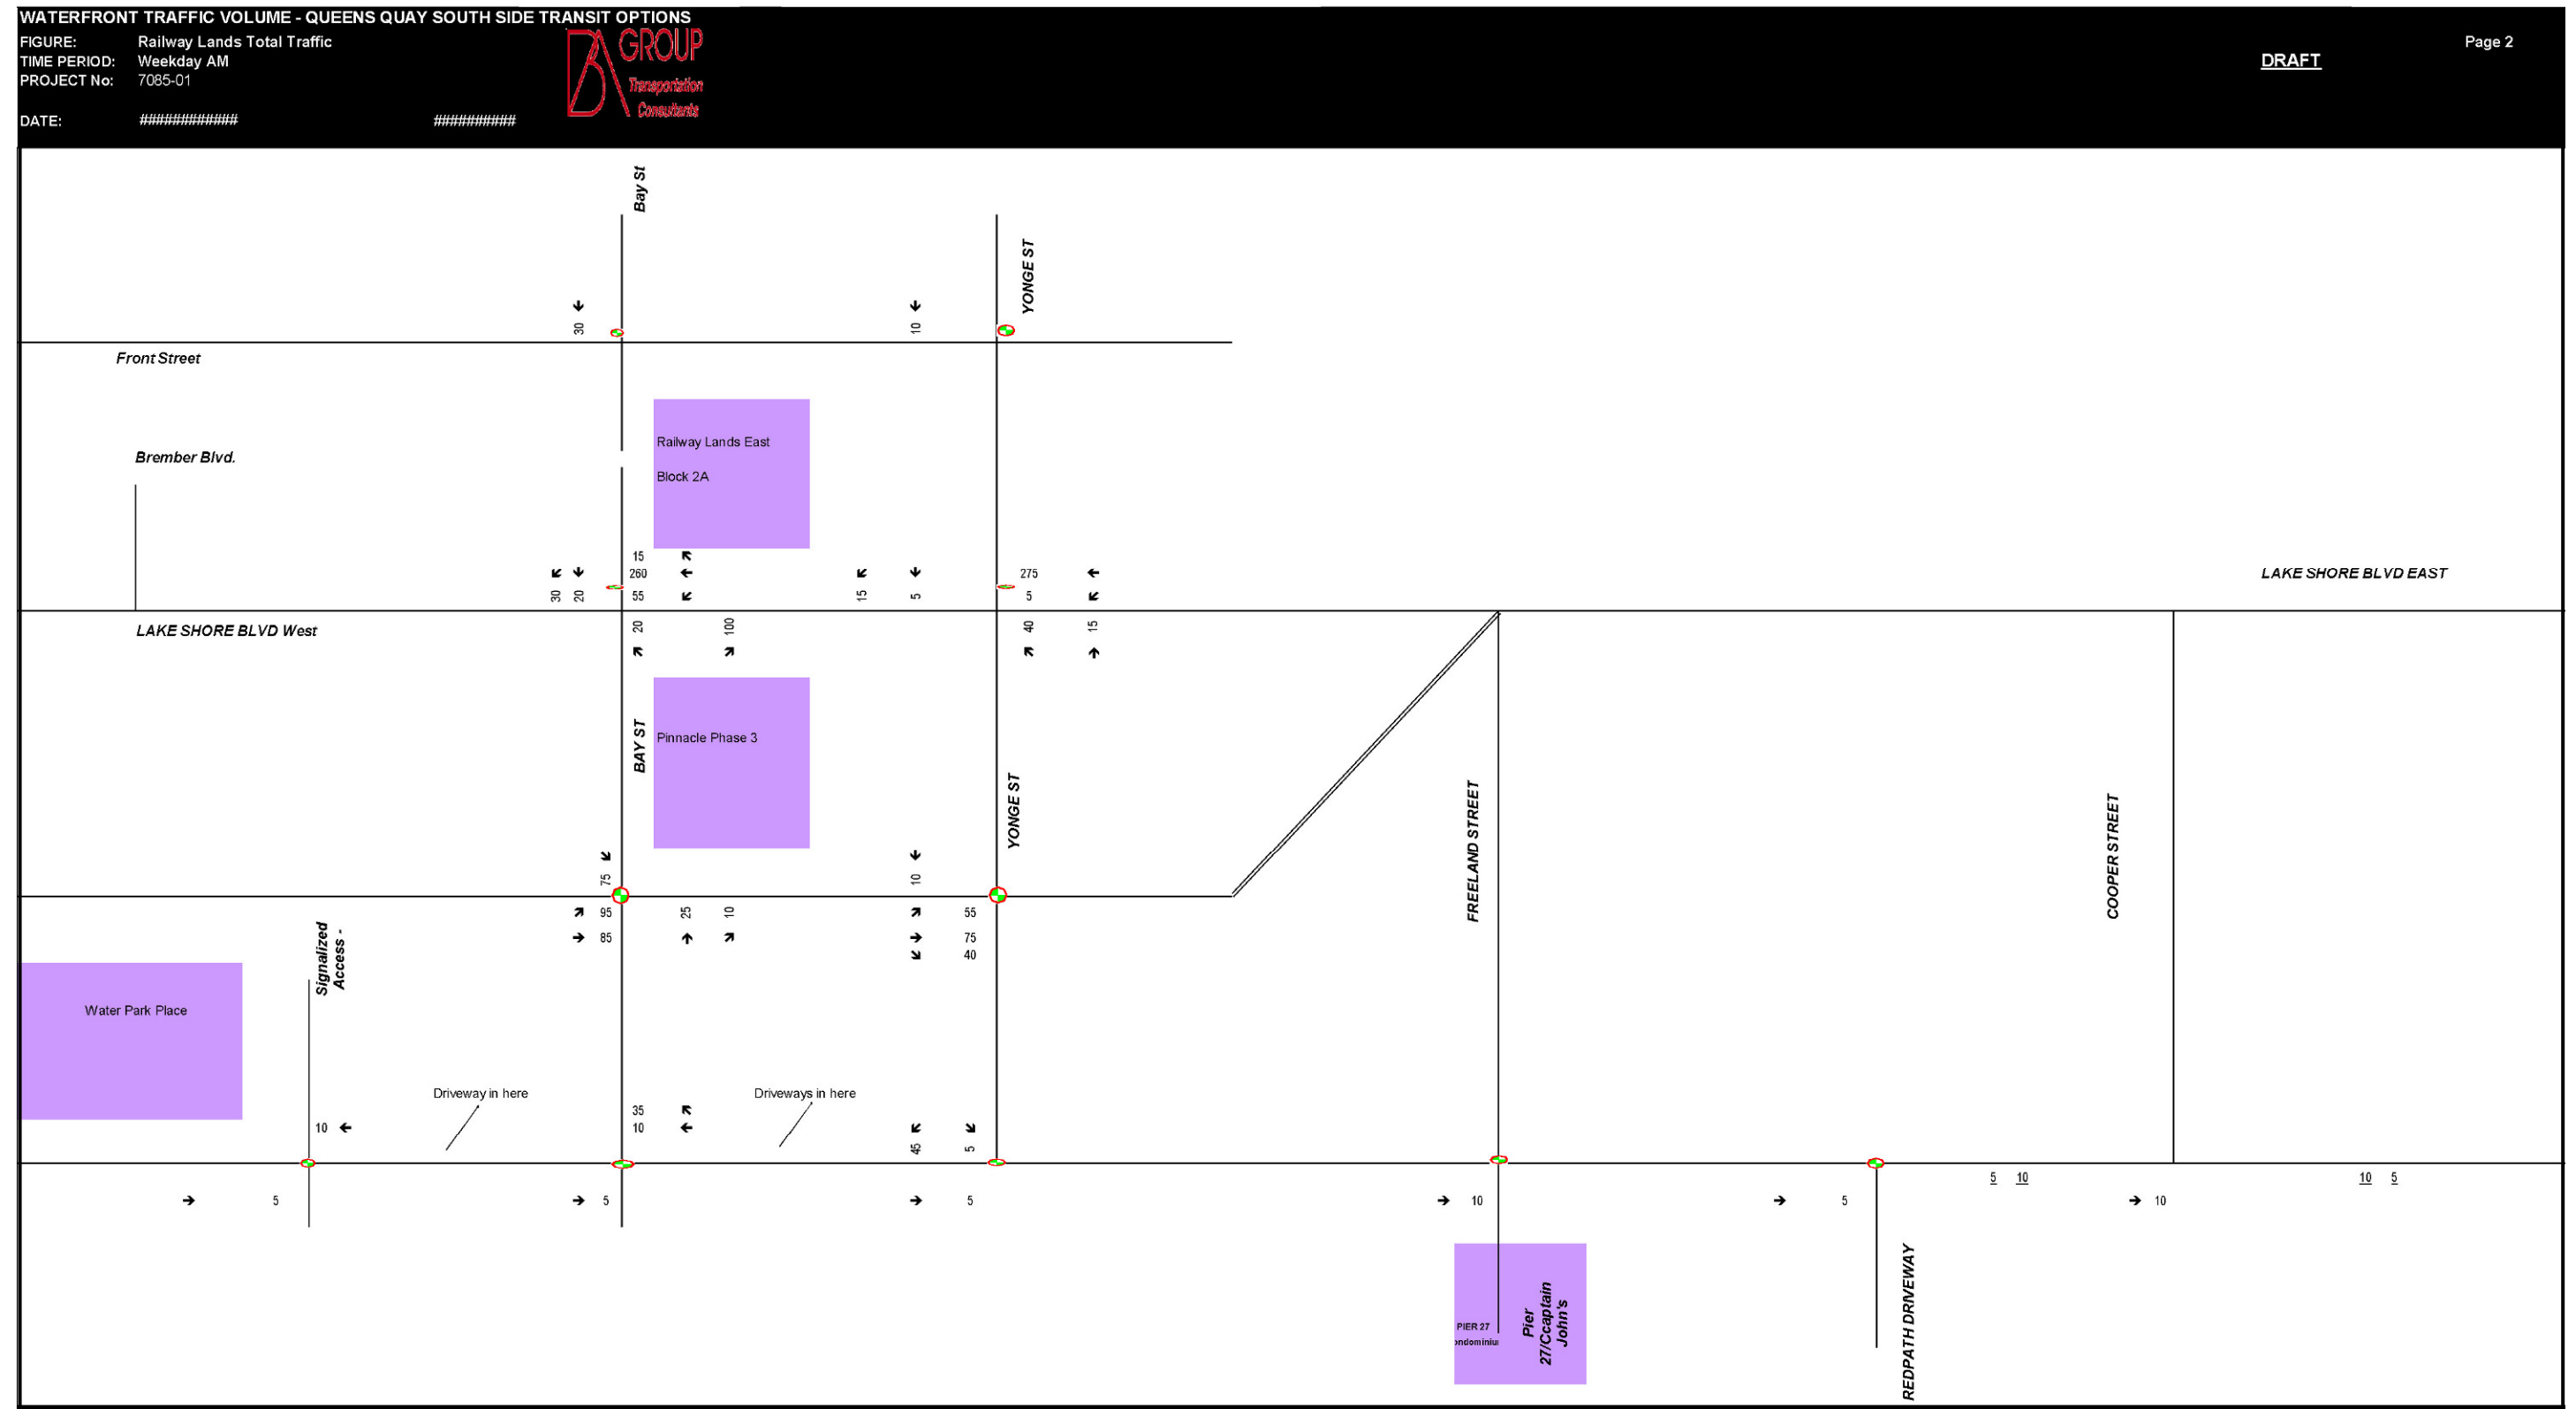 WATERFRONT TRAFFIC VOLUME - QUEENS QUAY SOUTH SIDE TRANSIT OPTIONS
FIGURE: Railway Lands Total Traffic
TIME PERIOD: Weekday AM
PROJECT No: 7085-01
DATE: ############ ##########
BA GROUP
Transportation
Consultants
DRAFT
Page 2
Bay St
YONGE ST
30
10
Front Street
Railway Lands East
Block 2A
Brember Blvd.
15
260
275
LAKE SHORE BLVD EAST
30 20 55 15 5 5
LAKE SHORE BLVD West
20 100 40 15
BAY ST
Pinnacle Phase 3
YONGE ST
FREELAND STREET
COOPER STREET
75 10
95 25 10 55
85 75
40
Signalized
Access -
Water Park Place
Driveway in here
Driveways in here
35
10 10
45 5
5 10 10 5
5 5 5 10 5 10
PIER 27
ondominiu
Pier
27/Ccaptain
John's
REDPATH DRIVEWAY